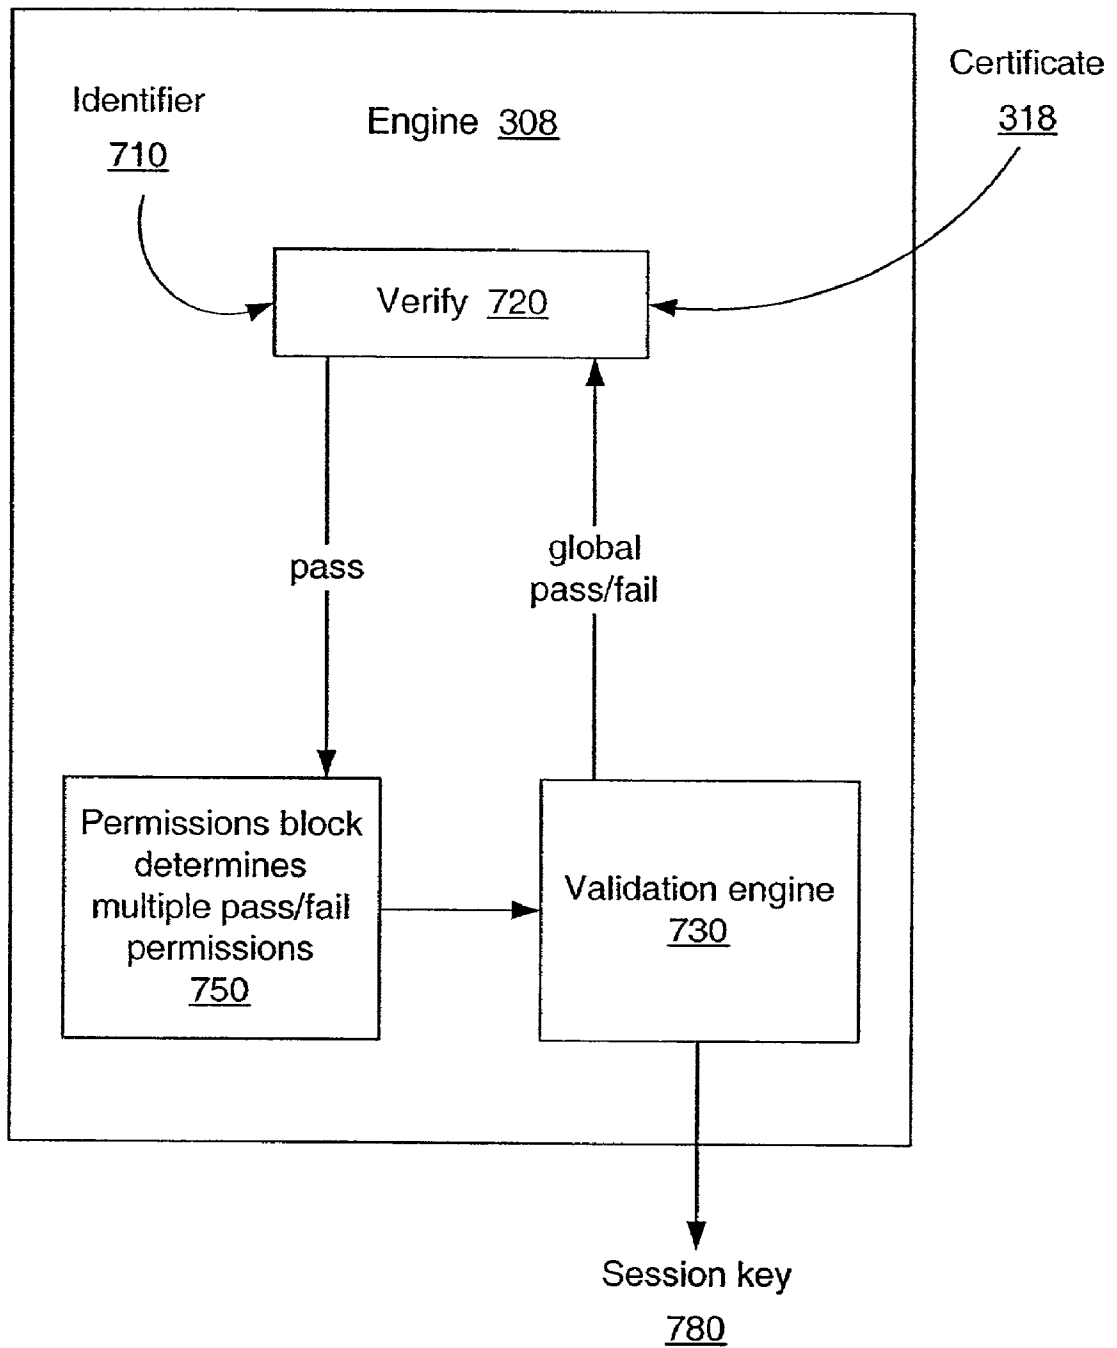 Certificate
318
Identifier
710
Engine 308
Verify 720
pass
global
pass/fail
Permissions block
determines
multiple pass/fail
permissions
750
Validation engine
730
Session key
780